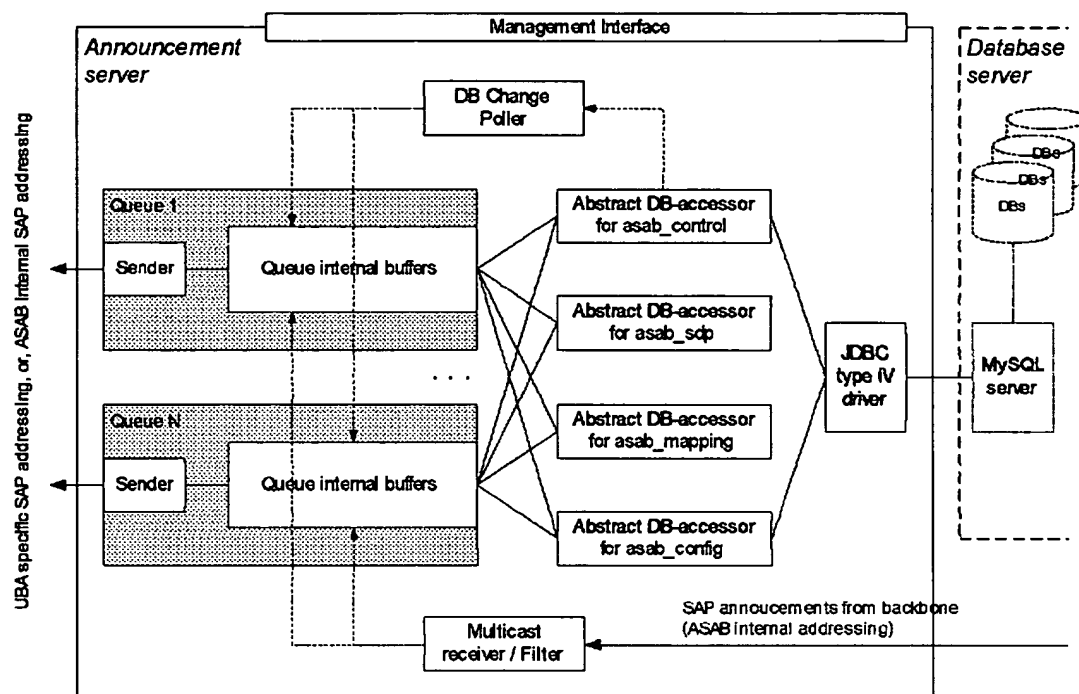 Management Interface
Announcement
server
Database
server
DB Change
Poller
DBs
DBs
DBs
Queue 1
Sender
Queue internal buffers
Abstract DB-accessor
for asab_control
Abstract DB-accessor
for asab_sdp
JDBC
type IV
driver
MySQL
server
. . .
Queue N
Sender
Queue internal buffers
Abstract DB-accessor
for asab_mapping
Abstract DB-accessor
for asab_config
Multicast
receiver / Filter
SAP annoucements from backbone
(ASAB internal addressing)
UBA specific SAP addressing, or, ASAB Internal SAP addressing